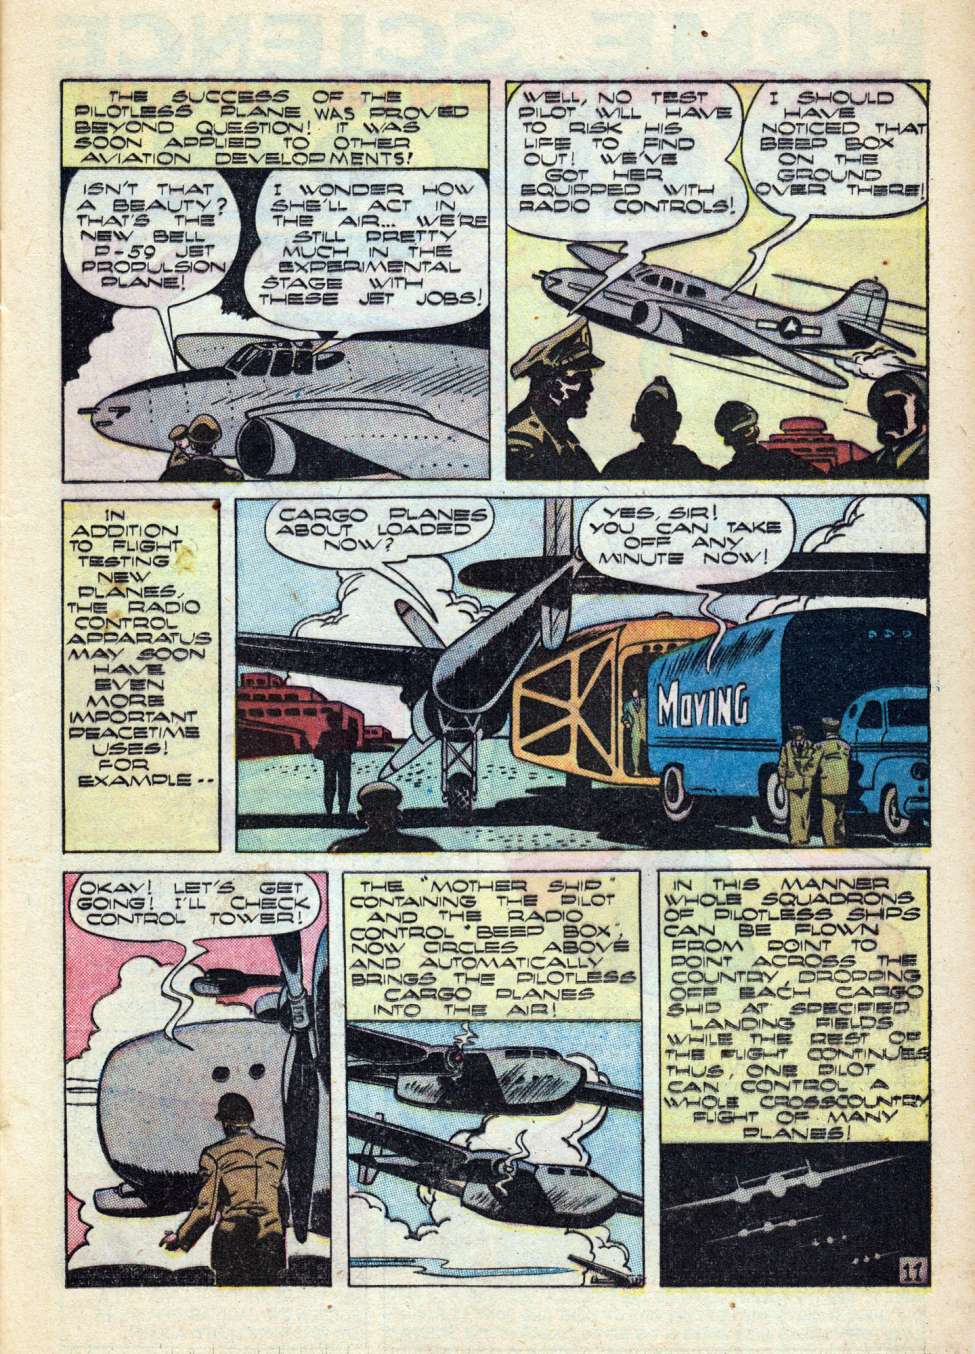 THE SUCCESS OF THE
PILOTLESS PLANE WAS PROVED
BEYOND QUESTION! IT WAS
SOON APPLIED TO OTHER
AVIATION DEVELOPMENTS!
ISN'T THAT
A BEAUTY?
THAT'S THE
NEW BELL
P-59 JET
PROPULSION
PLANE!
I WONDER HOW
SHE'LL ACT IN
THE AIR... WE'RE
STILL PRETTY
MUCH IN THE
EXPERIMENTAL
STAGE WITH
THESE JET JOBS!
WELL, NO TEST
PILOT WILL HAVE
TO RISK HIS
LIFE TO FIND
OUT! WE'VE
GOT HER
EQUIPPED WITH
RADIO CONTROLS!
I SHOULD
HAVE
NOTICED THAT
BEEP BOX
ON THE
GROUND
OVER THERE!
IN
ADDITION
TO FLIGHT
TESTING
NEW
PLANES,
THE RADIO
CONTROL
APPARATUS
MAY SOON
HAVE
EVEN
MORE
IMPORTANT
PEACETIME
USES!
FOR
EXAMPLE --
CARGO PLANES
ABOUT LOADED
NOW?
YES, SIR!
YOU CAN TAKE
OFF ANY
MINUTE NOW!
MOVING
OKAY! LET'S GET
GOING! I'LL CHECK
CONTROL TOWER!
THE "MOTHER SHIP"
CONTAINING THE PILOT
AND THE RADIO
CONTROL "BEEP BOX",
NOW CIRCLES ABOVE
AND AUTOMATICALLY
BRINGS THE PILOTLESS
CARGO PLANES
INTO THE AIR!
IN THIS MANNER
WHOLE SQUADRONS
OF PILOTLESS SHIPS
CAN BE FLOWN
FROM POINT TO
POINT ACROSS THE
COUNTRY DROPPING
OFF EACH CARGO
SHIP AT SPECIFIED
LANDING FIELDS
WHILE THE REST OF
THE FLIGHT CONTINUES
THUS, ONE PILOT
CAN CONTROL A
WHOLE CROSSCOUNTRY
FLIGHT OF MANY
PLANES!
11